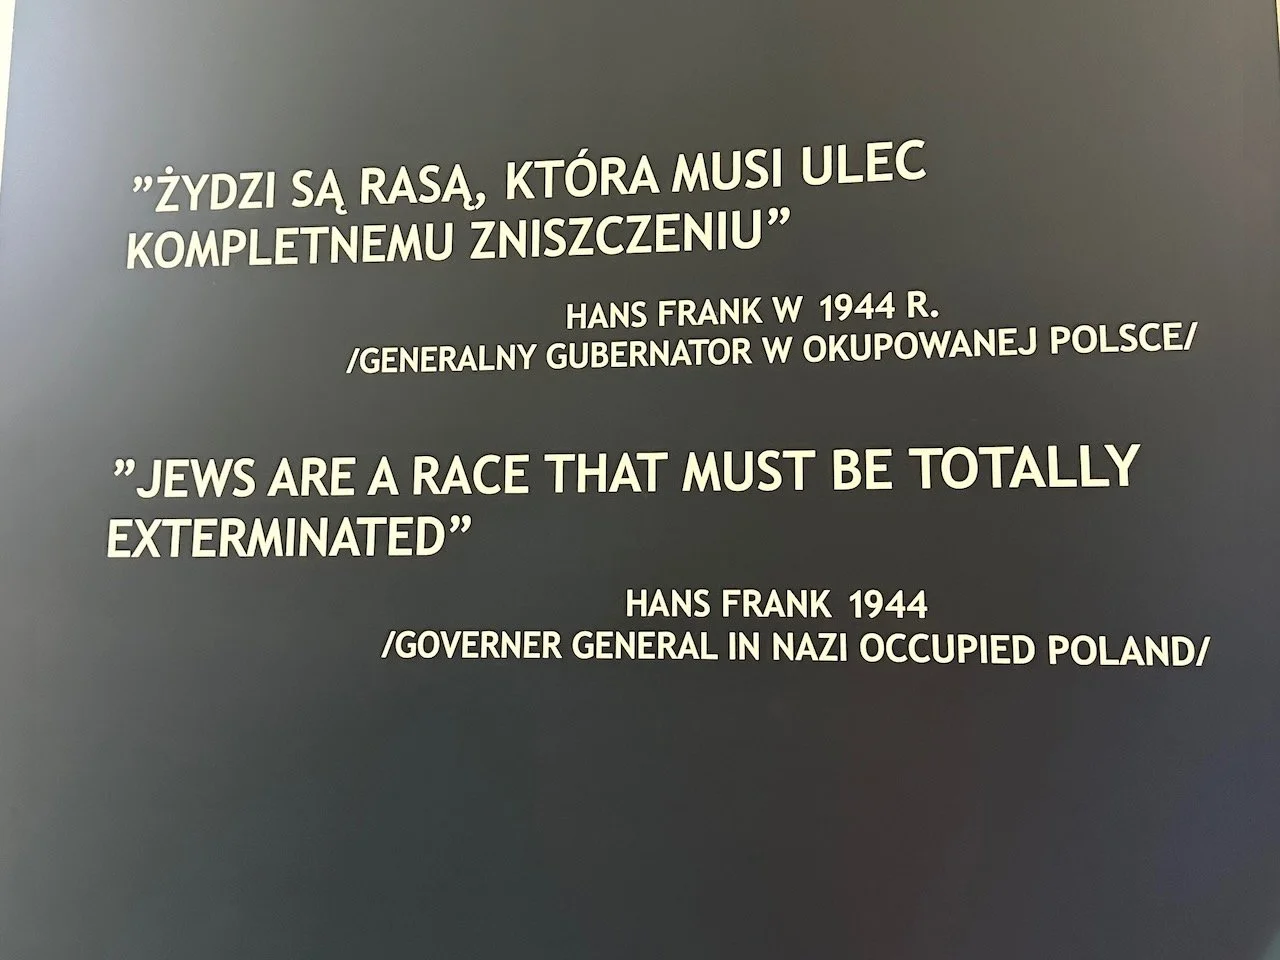 ”ŻYDZI SĄ RASĄ, KTÓRA MUSI ULEC
KOMPLETNEMU ZNISZCZENIU”
HANS FRANK W 1944 R.
/GENERALNY GUBERNATOR W OKUPOWANEJ POLSCE/
”JEWS ARE A RACE THAT MUST BE TOTALLY
EXTERMINATED”
HANS FRANK 1944
/GOVERNER GENERAL IN NAZI OCCUPIED POLAND/